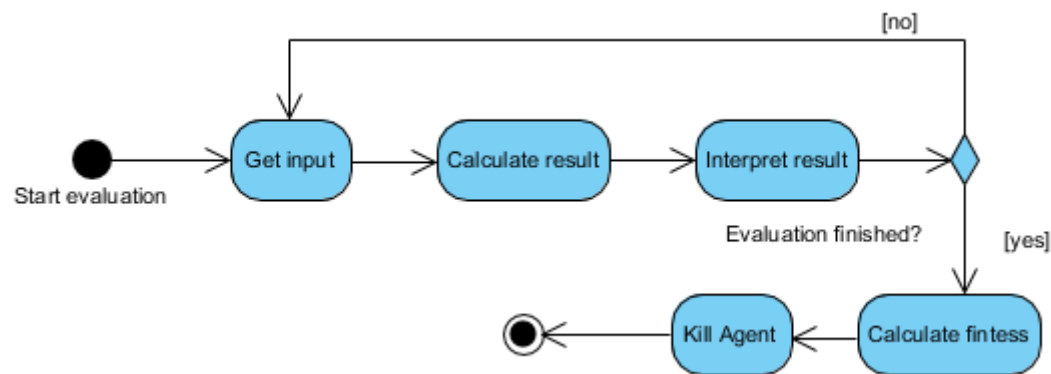 [no]
Get input
Calculate result
Interpret result
Start evaluation
Evaluation finished?
[yes]
Kill Agent
Calculate fintess